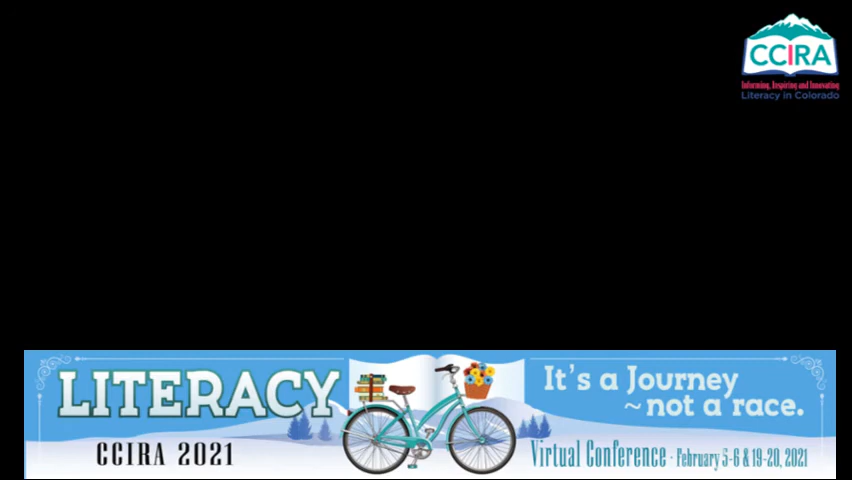 CCIRA
Informing, Inspiring and Innovating
Literacy in Colorado
LITERACY
It's a Journey
~not a race.
CCIRA 2021
Virtual Conference · February 5-6 & 19-20, 2021